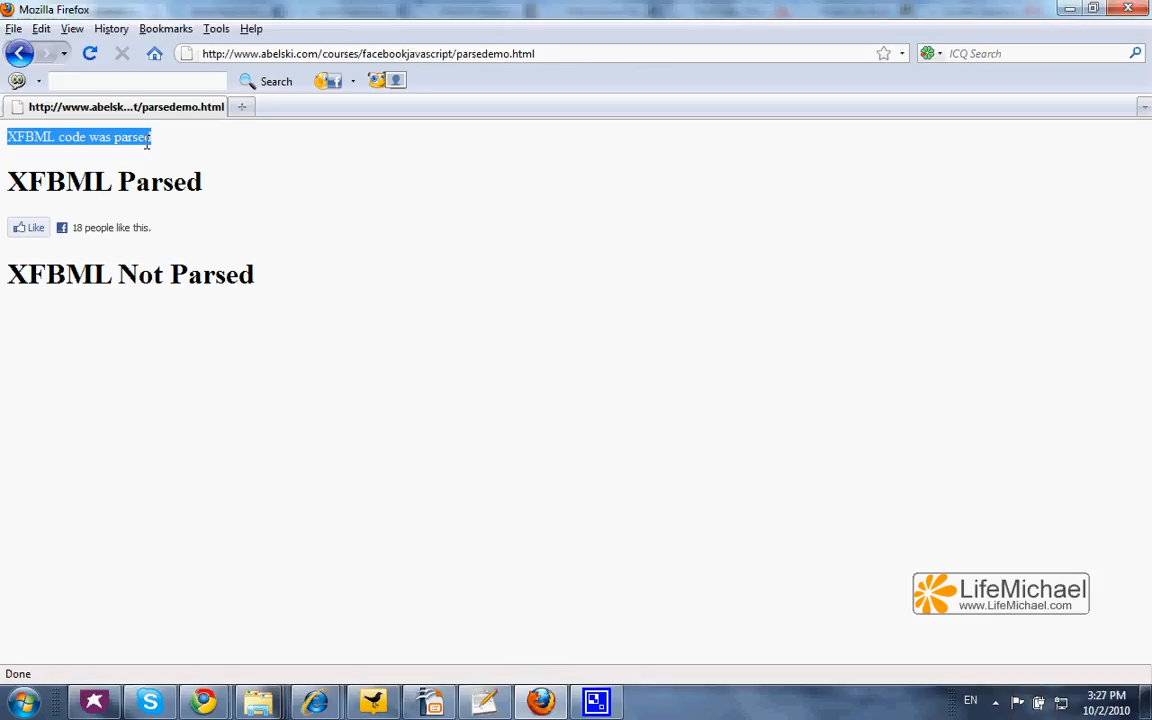 Mozilla Firefox
File Edit View History Bookmarks Tools Help
http://www.abelski.com/courses/facebookjavascript/parsedemo.html
ICQ Search
Search
http://www.abelsk...t/parsedemo.html
XFBML code was parsed
XFBML Parsed
Like
18 people like this.
XFBML Not Parsed
LifeMichael
www.LifeMichael.com
Done
EN
3:27 PM
10/2/2010